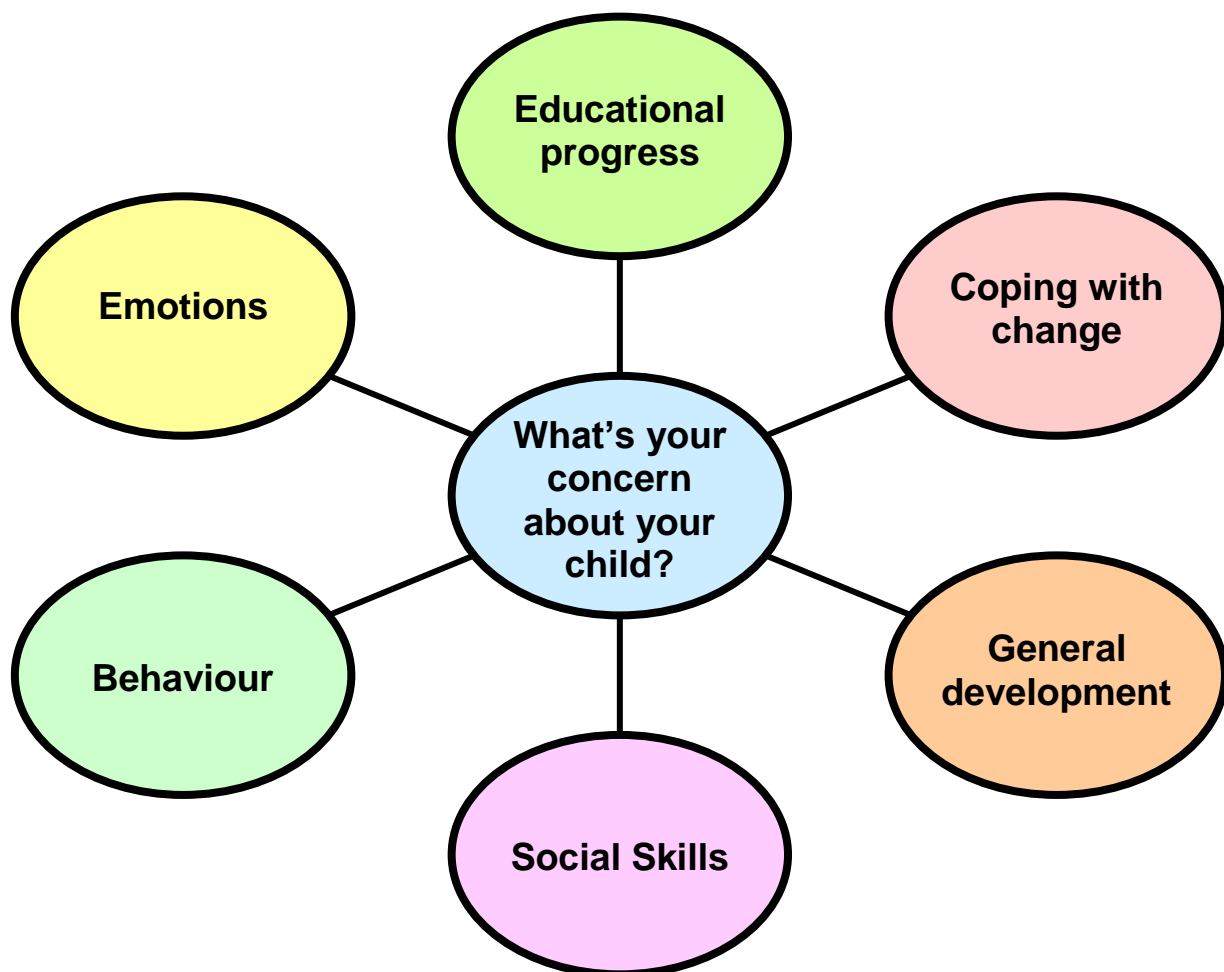 Educational
progress
Emotions
Coping with
change
What’s your
concern
about your
child?
Behaviour
General
development
Social Skills